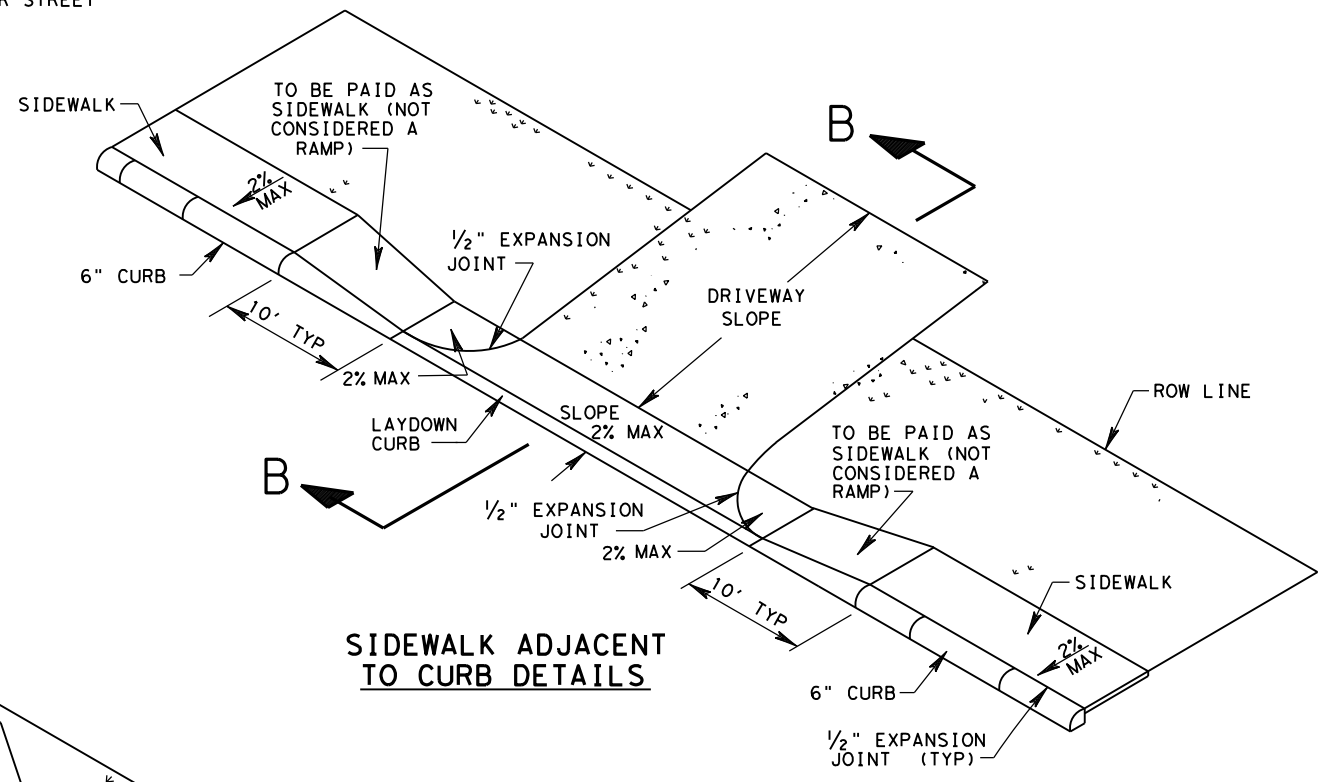 R STREET
SIDEWALK
TO BE PAID AS
SIDEWALK (NOT
CONSIDERED A
RAMP)
B
2%
MAX
1/2" EXPANSION
JOINT
6" CURB
DRIVEWAY
SLOPE
10' TYP
2% MAX
ROW LINE
LAYDOWN
CURB
SLOPE
2% MAX
TO BE PAID AS
SIDEWALK (NOT
CONSIDERED A
RAMP)
B
1/2" EXPANSION
JOINT
2% MAX
10' TYP
SIDEWALK
SIDEWALK ADJACENT
TO CURB DETAILS
2%
MAX
6" CURB
1/2" EXPANSION
JOINT (TYP)